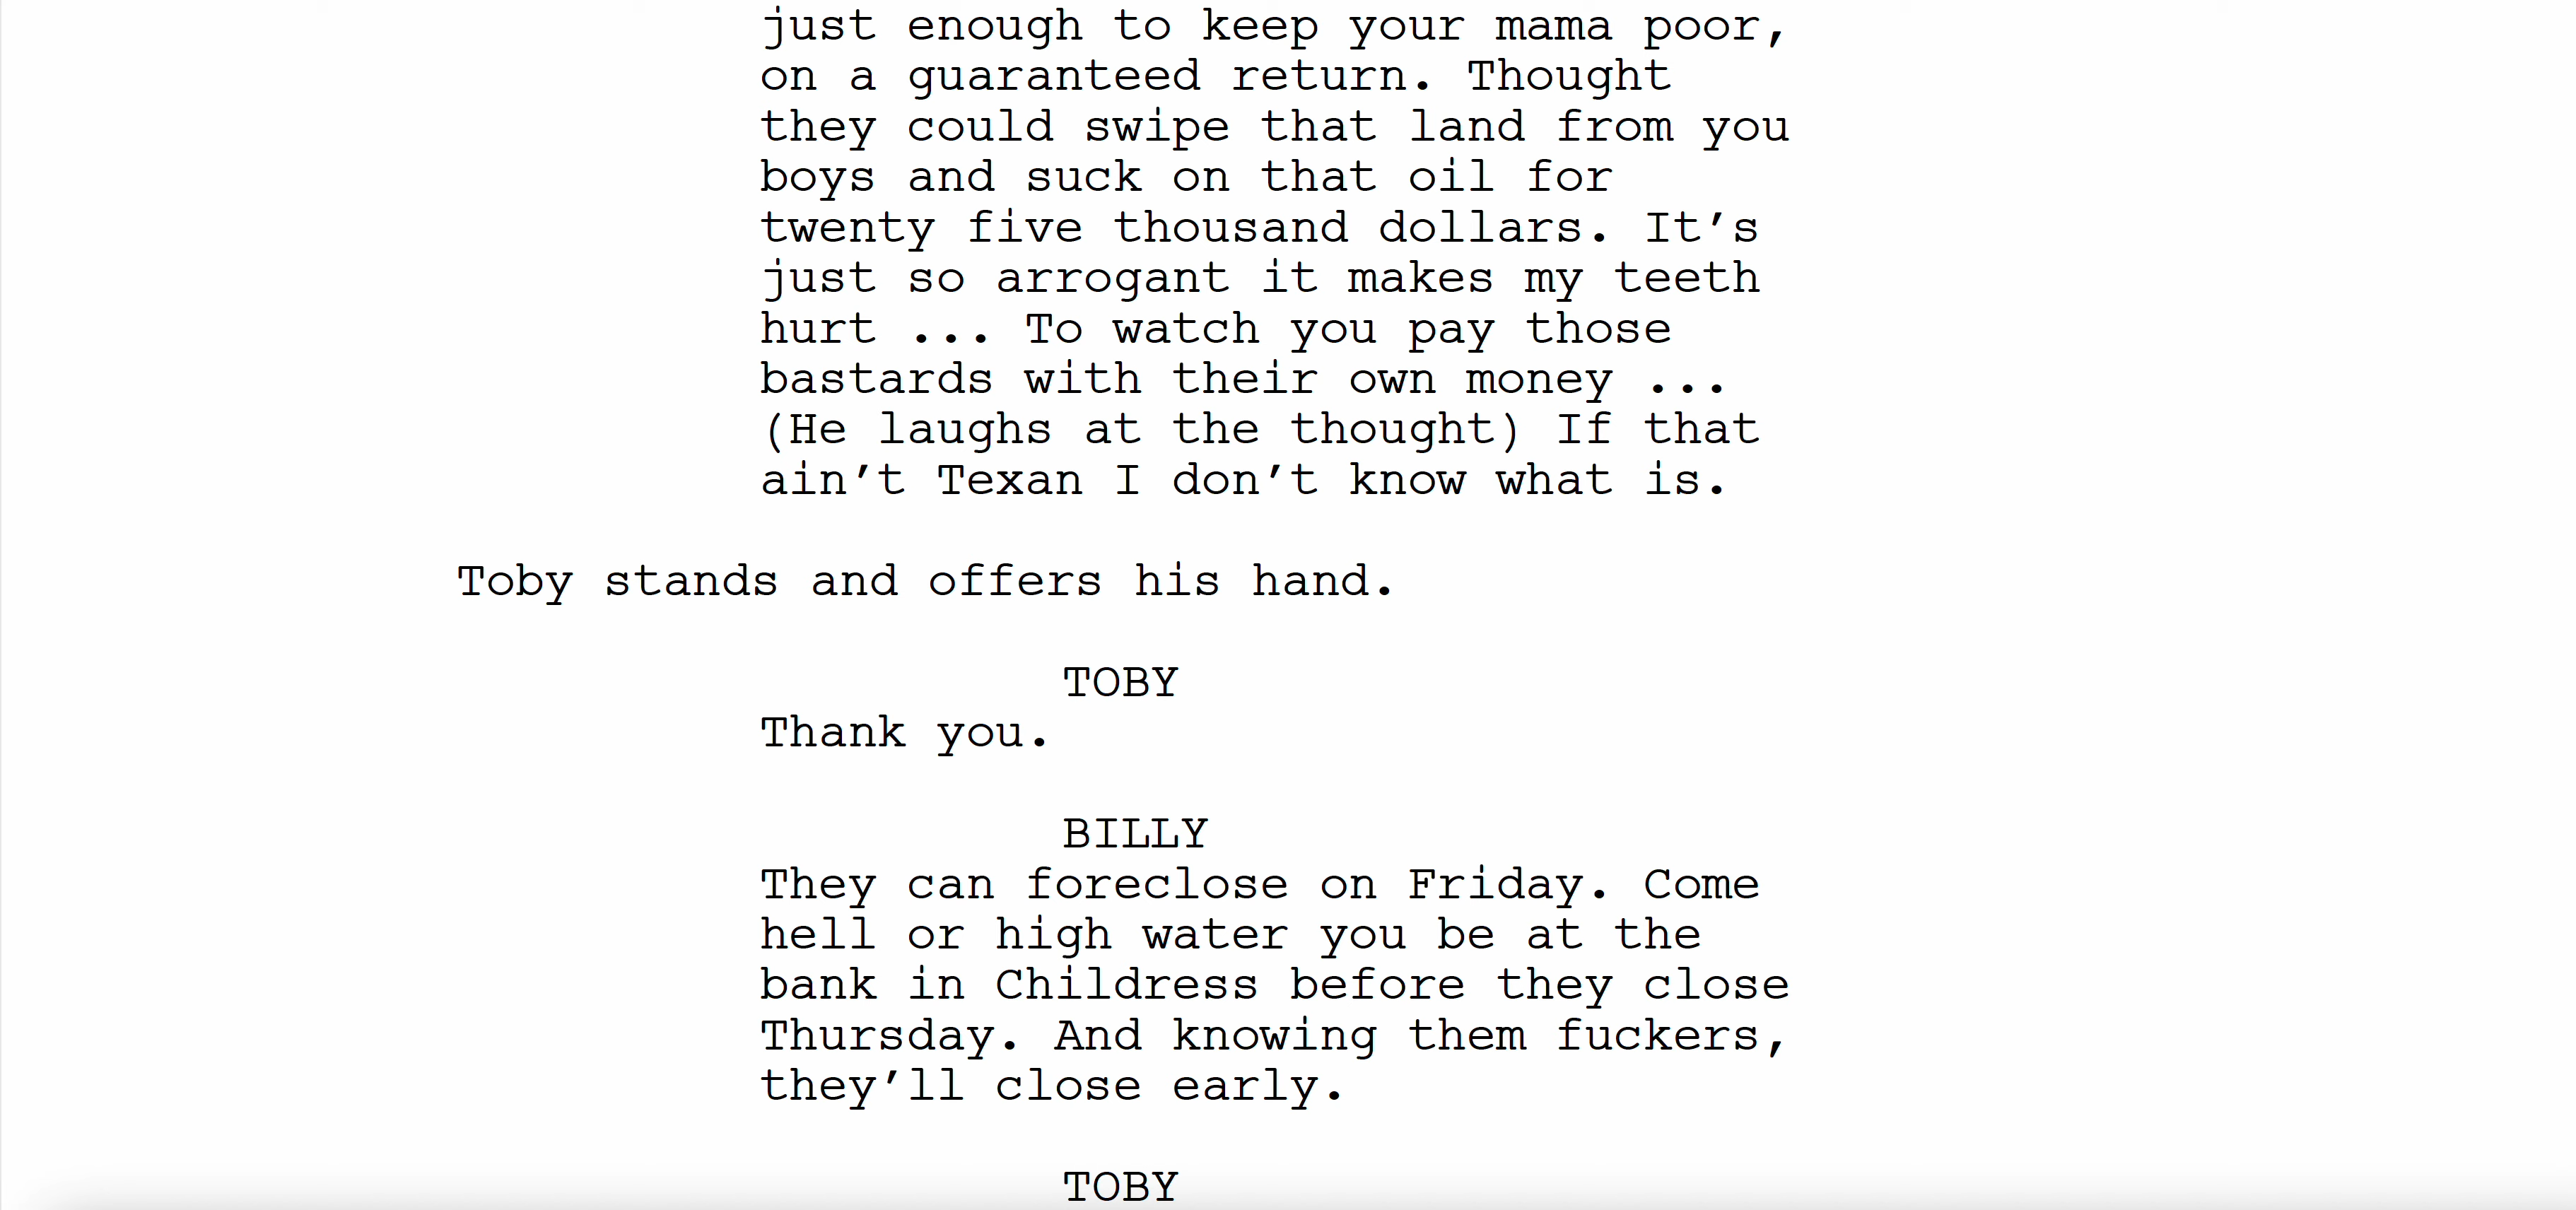 just enough to keep your mama poor,
on a guaranteed return. Thought
they could swipe that land from you
boys and suck on that oil for
twenty five thousand dollars. It’s
just so arrogant it makes my teeth
hurt ... To watch you pay those
bastards with their own money ...
(He laughs at the thought) If that
ain’t Texan I don’t know what is.
Toby stands and offers his hand.
TOBY
Thank you.
BILLY
They can foreclose on Friday. Come
hell or high water you be at the
bank in Childress before they close
Thursday. And knowing them fuckers,
they’ll close early.
TOBY